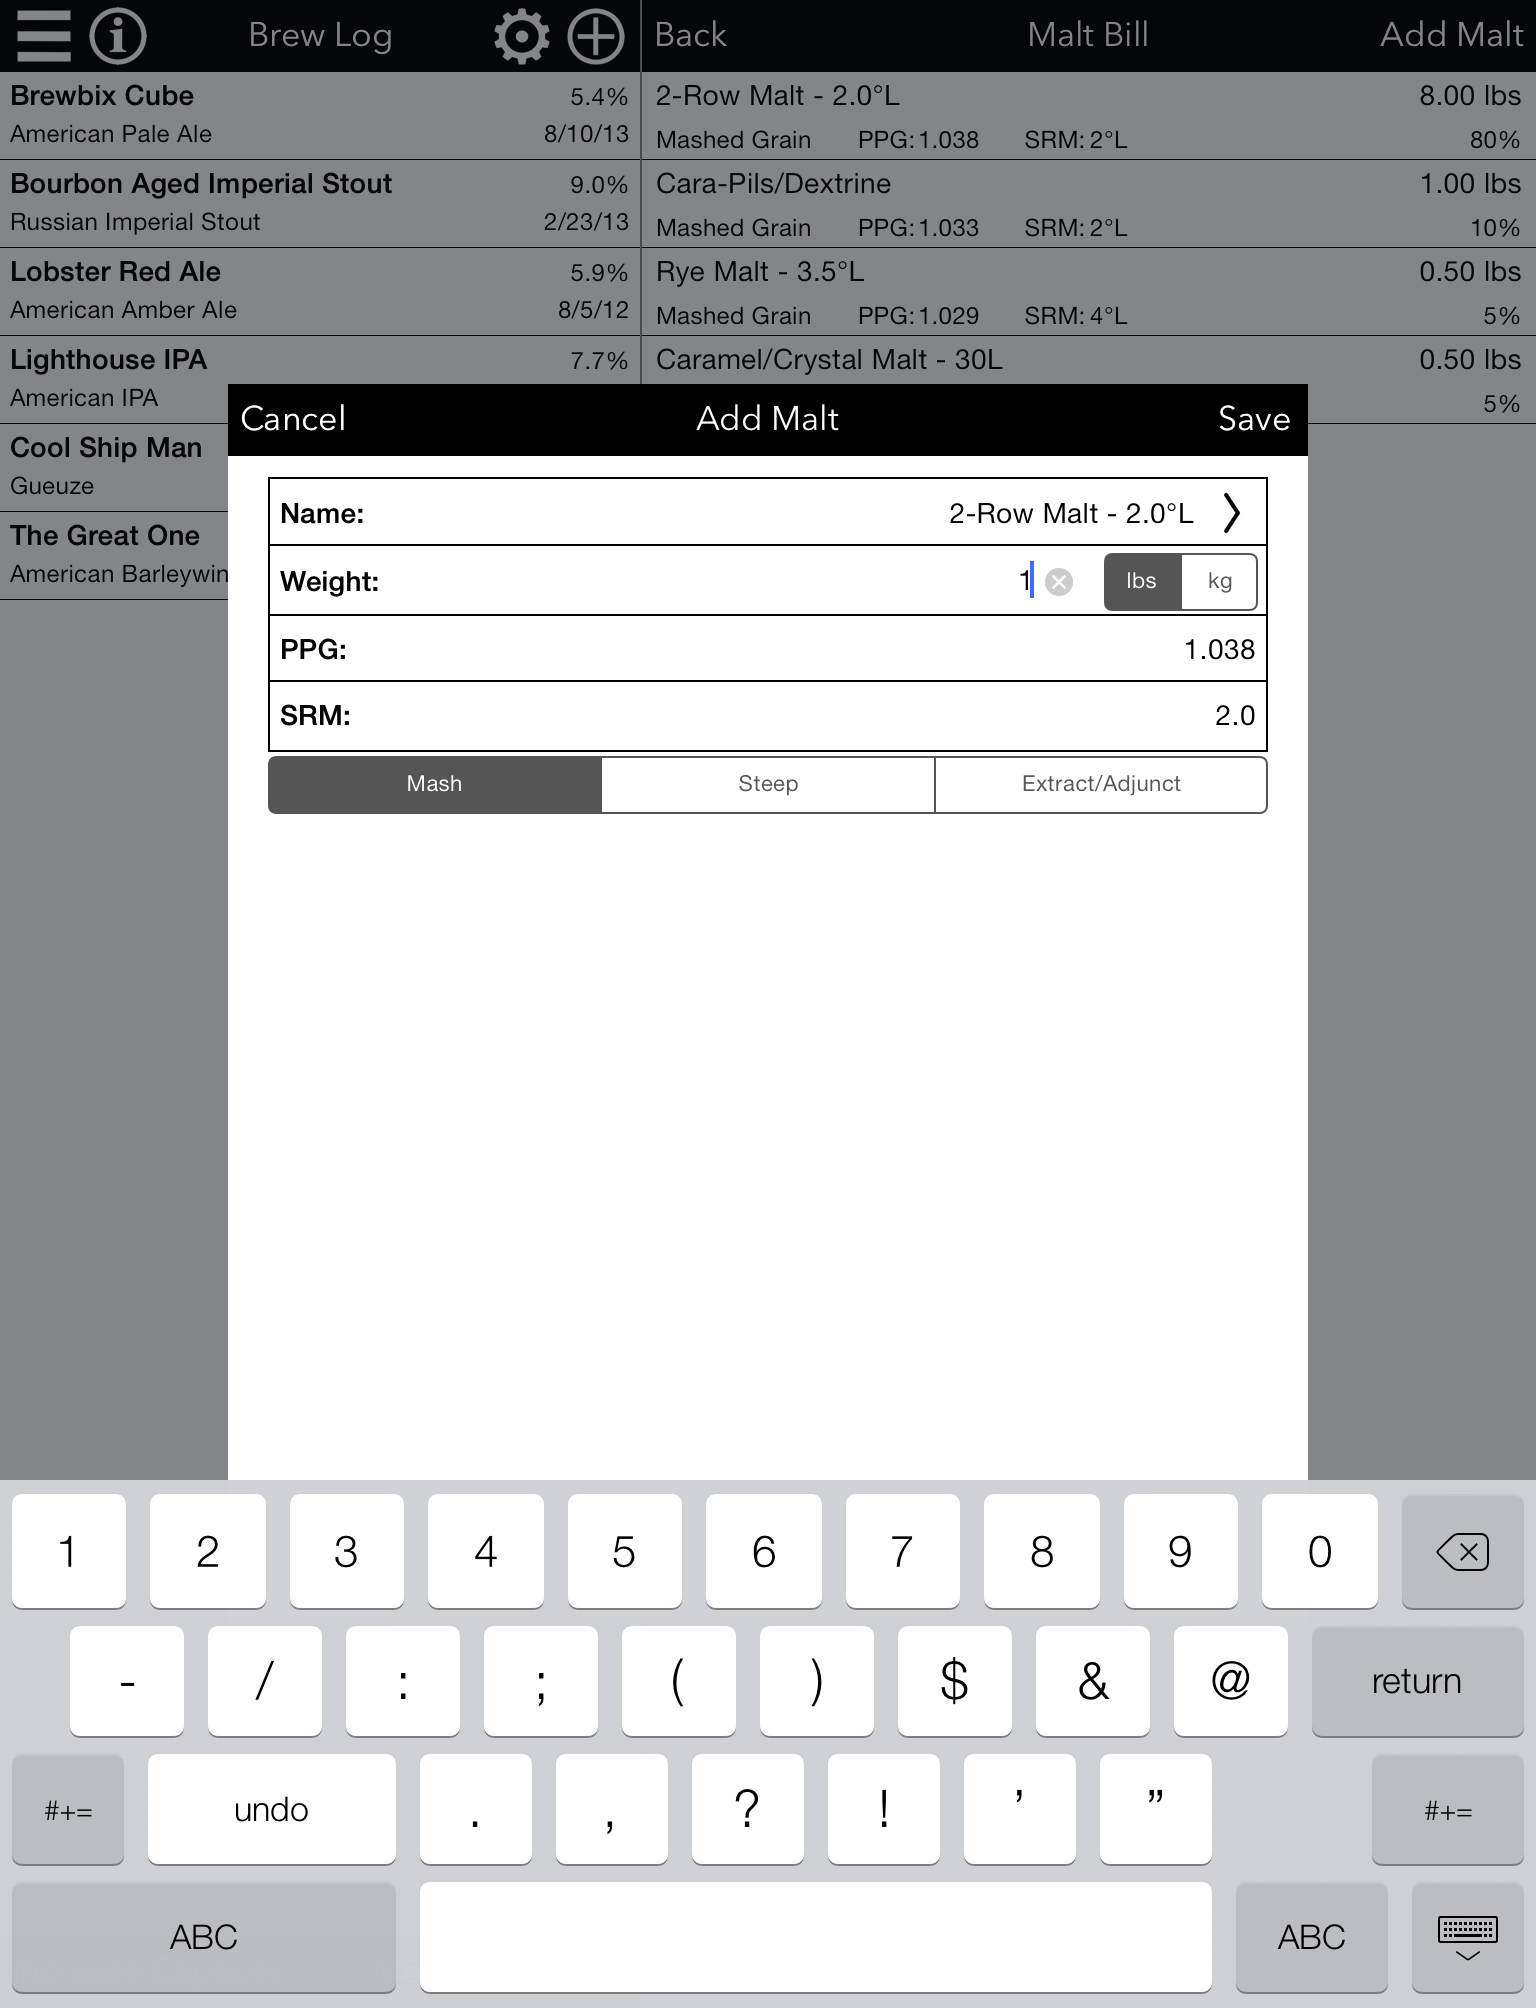 Brew Log
Back Malt Bill Add Malt
Brewbix Cube 5.4%
American Pale Ale 8/10/13
Bourbon Aged Imperial Stout 9.0%
Russian Imperial Stout 2/23/13
Lobster Red Ale 5.9%
American Amber Ale 8/5/12
Lighthouse IPA 7.7%
American IPA
Cool Ship Man
Gueuze
The Great One
American Barleywin
2-Row Malt - 2.0°L 8.00 lbs
Mashed Grain PPG: 1.038 SRM: 2°L 80%
Cara-Pils/Dextrine 1.00 lbs
Mashed Grain PPG: 1.033 SRM: 2°L 10%
Rye Malt - 3.5°L 0.50 lbs
Mashed Grain PPG: 1.029 SRM: 4°L 5%
Caramel/Crystal Malt - 30L 0.50 lbs
5%
Cancel Add Malt Save
Name: 2-Row Malt - 2.0°L
Weight: 1 lbs kg
PPG: 1.038
SRM: 2.0
Mash Steep Extract/Adjunct
1 2 3 4 5 6 7 8 9 0
- / : ; ( ) $ & @ return
#+= undo . , ? ! ’ ” #+=
ABC ABC